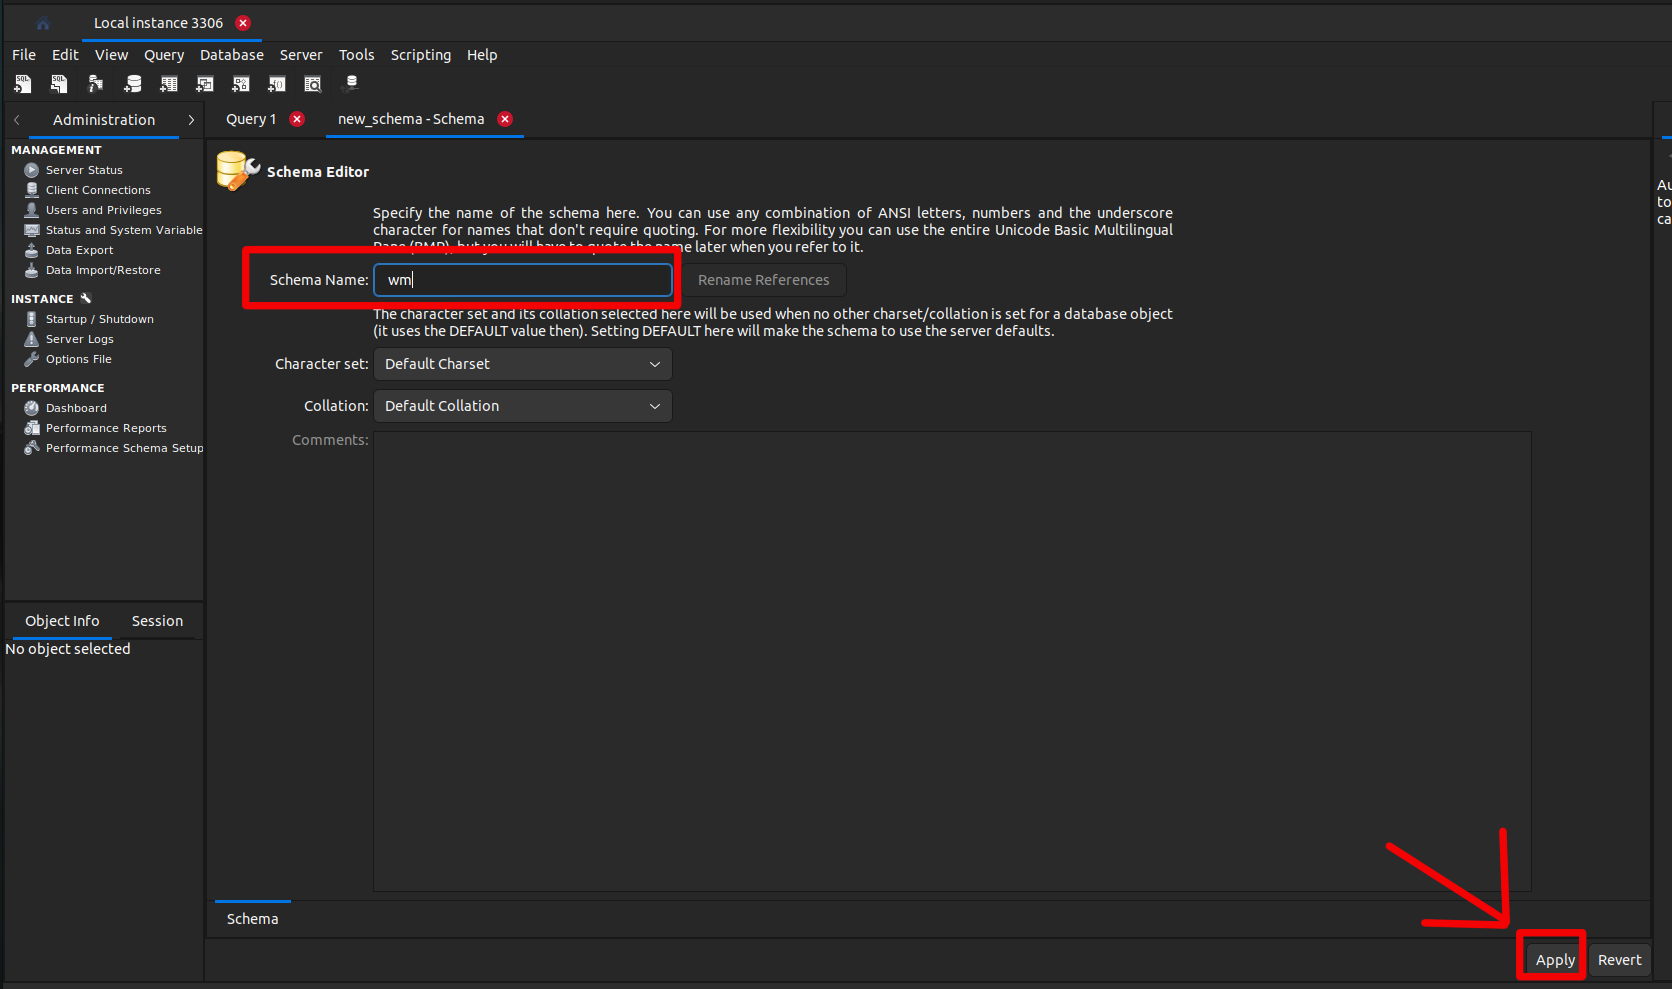 Local instance 3306
File Edit View Query Database Server Tools Scripting Help
Administration
Query 1
new_schema - Schema
MANAGEMENT
Server Status
Client Connections
Users and Privileges
Status and System Variable
Data Export
Data Import/Restore
INSTANCE
Startup / Shutdown
Server Logs
Options File
PERFORMANCE
Dashboard
Performance Reports
Performance Schema Setup
Object Info Session
No object selected
Schema Editor
Specify the name of the schema here. You can use any combination of ANSI letters, numbers and the underscore
character for names that don't require quoting. For more flexibility you can use the entire Unicode Basic Multilingual
name later when you refer to it.
Schema Name: wm
Rename References
The character set and its collation selected here will be used when no other charset/collation is set for a database object
(it uses the DEFAULT value then). Setting DEFAULT here will make the schema to use the server defaults.
Character set: Default Charset
Collation: Default Collation
Comments:
Schema
Apply Revert
Au
to
ca